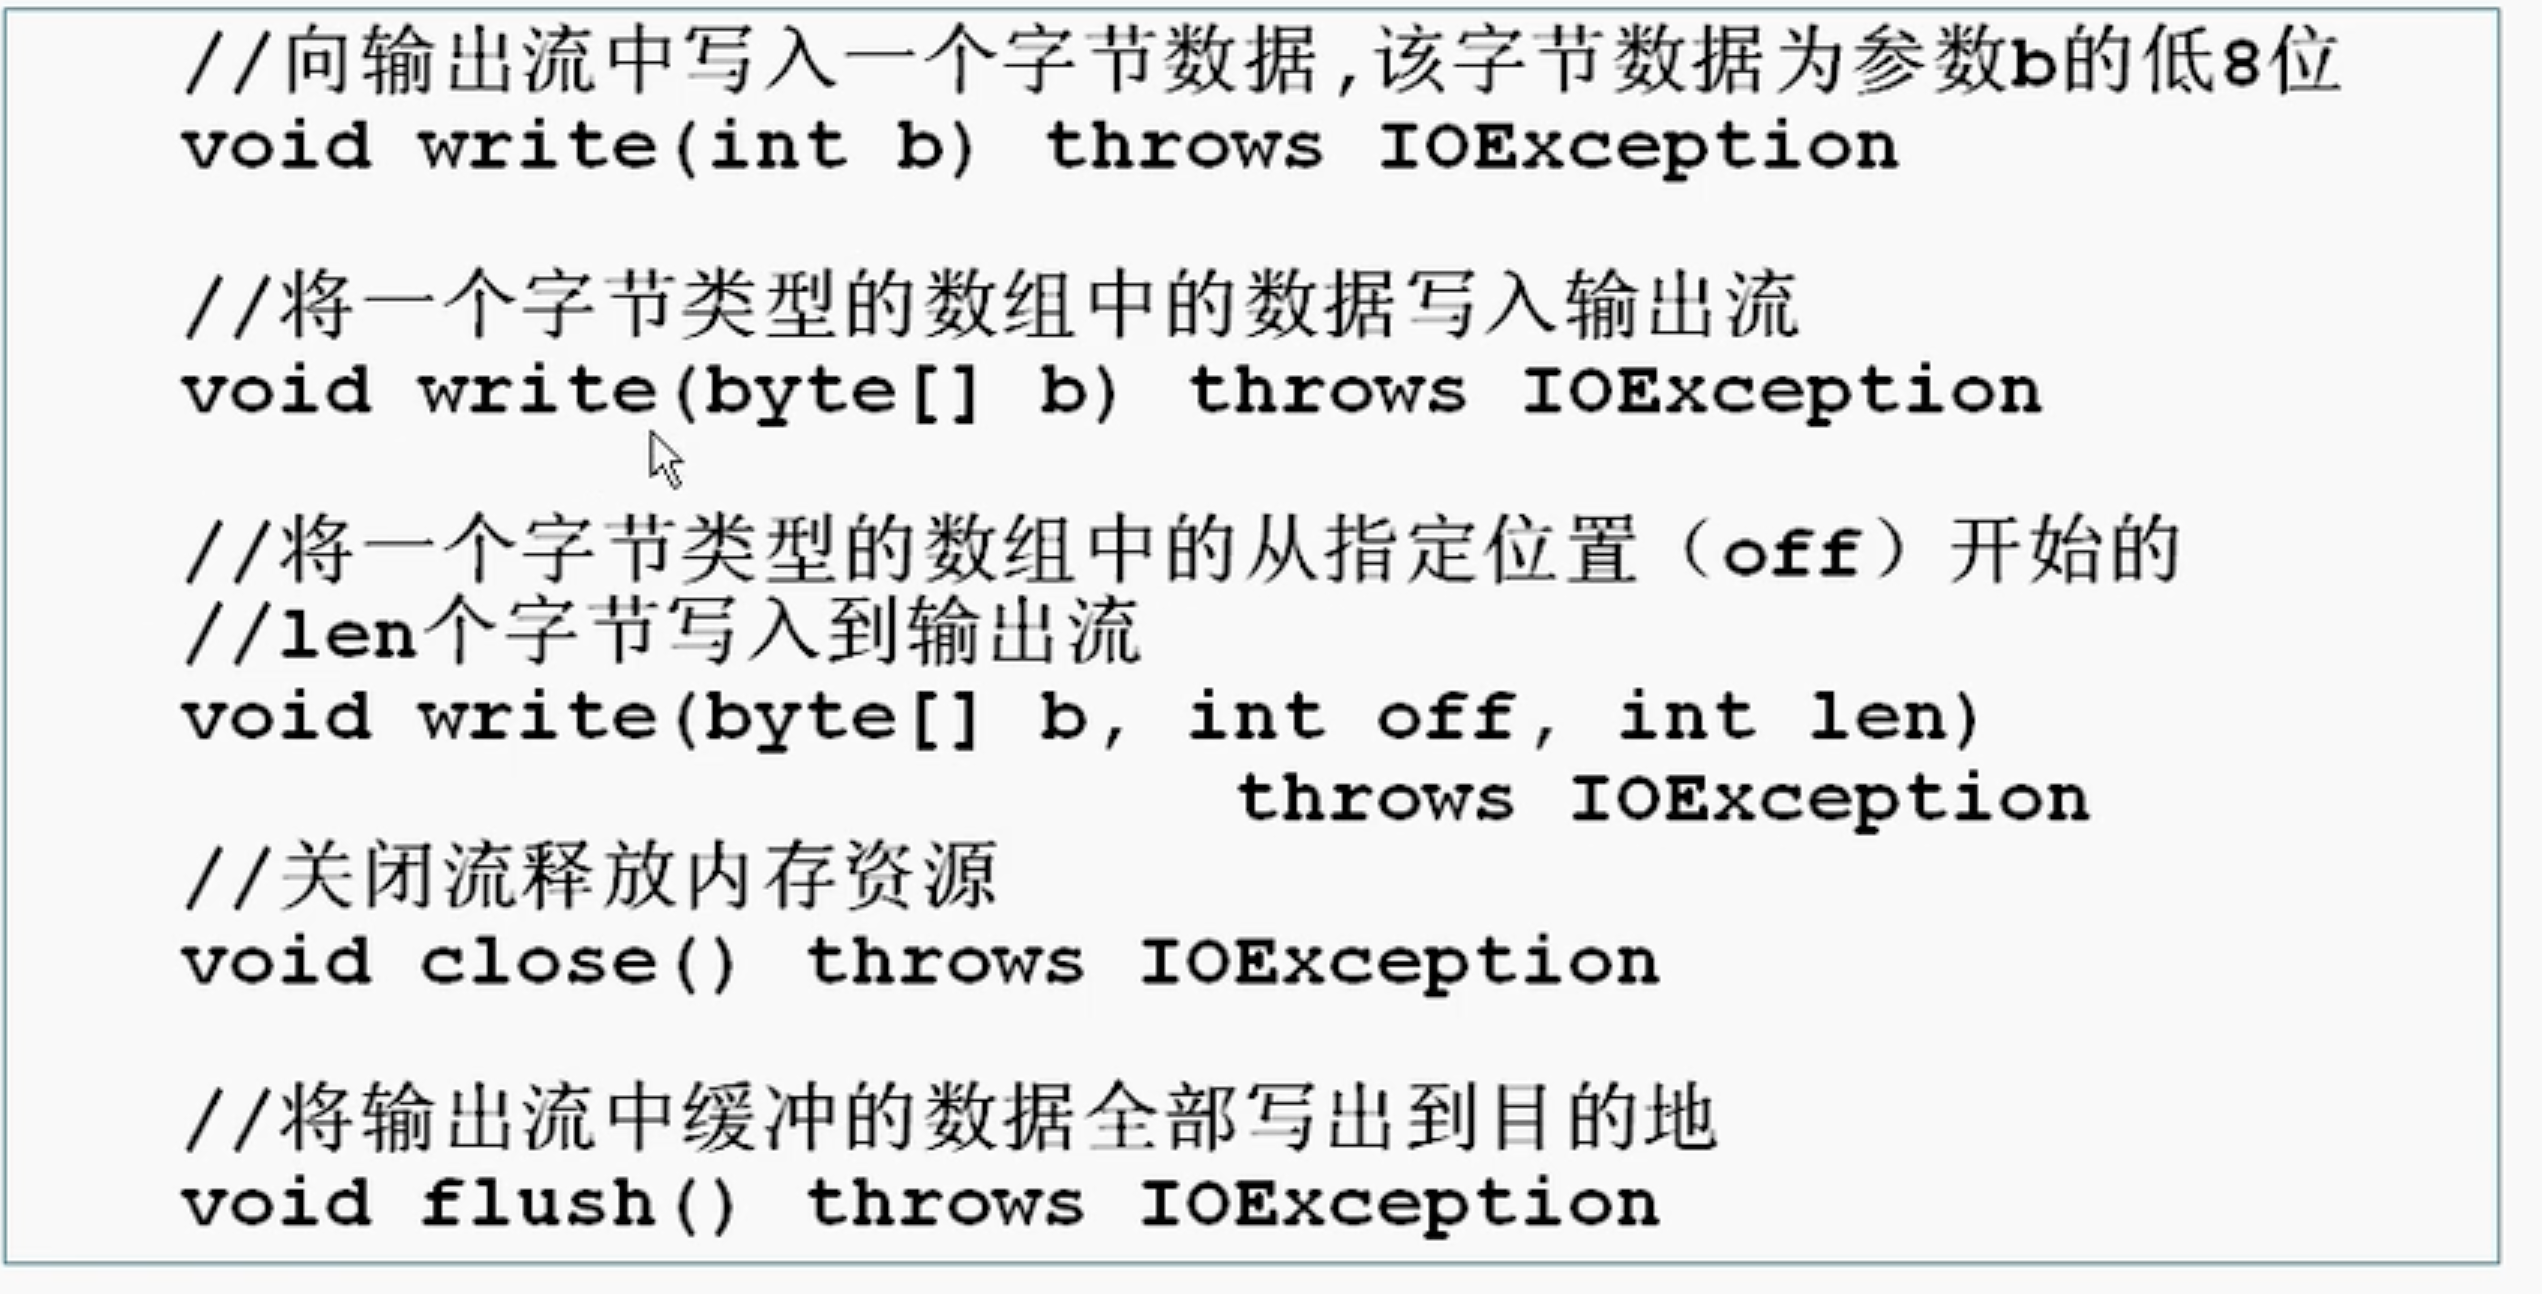 //向输出流中写入一个字节数据,该字节数据为参数b的低8位
void write(int b) throws IOException
//将一个字节类型的数组中的数据写入输出流
void write(byte[] b) throws IOException
//将一个字节类型的数组中的从指定位置（off）开始的
//len个字节写入到输出流
void write(byte[] b, int off, int len)
throws IOException
//关闭流释放内存资源
void close() throws IOException
//将输出流中缓冲的数据全部写出到目的地
void flush() throws IOException